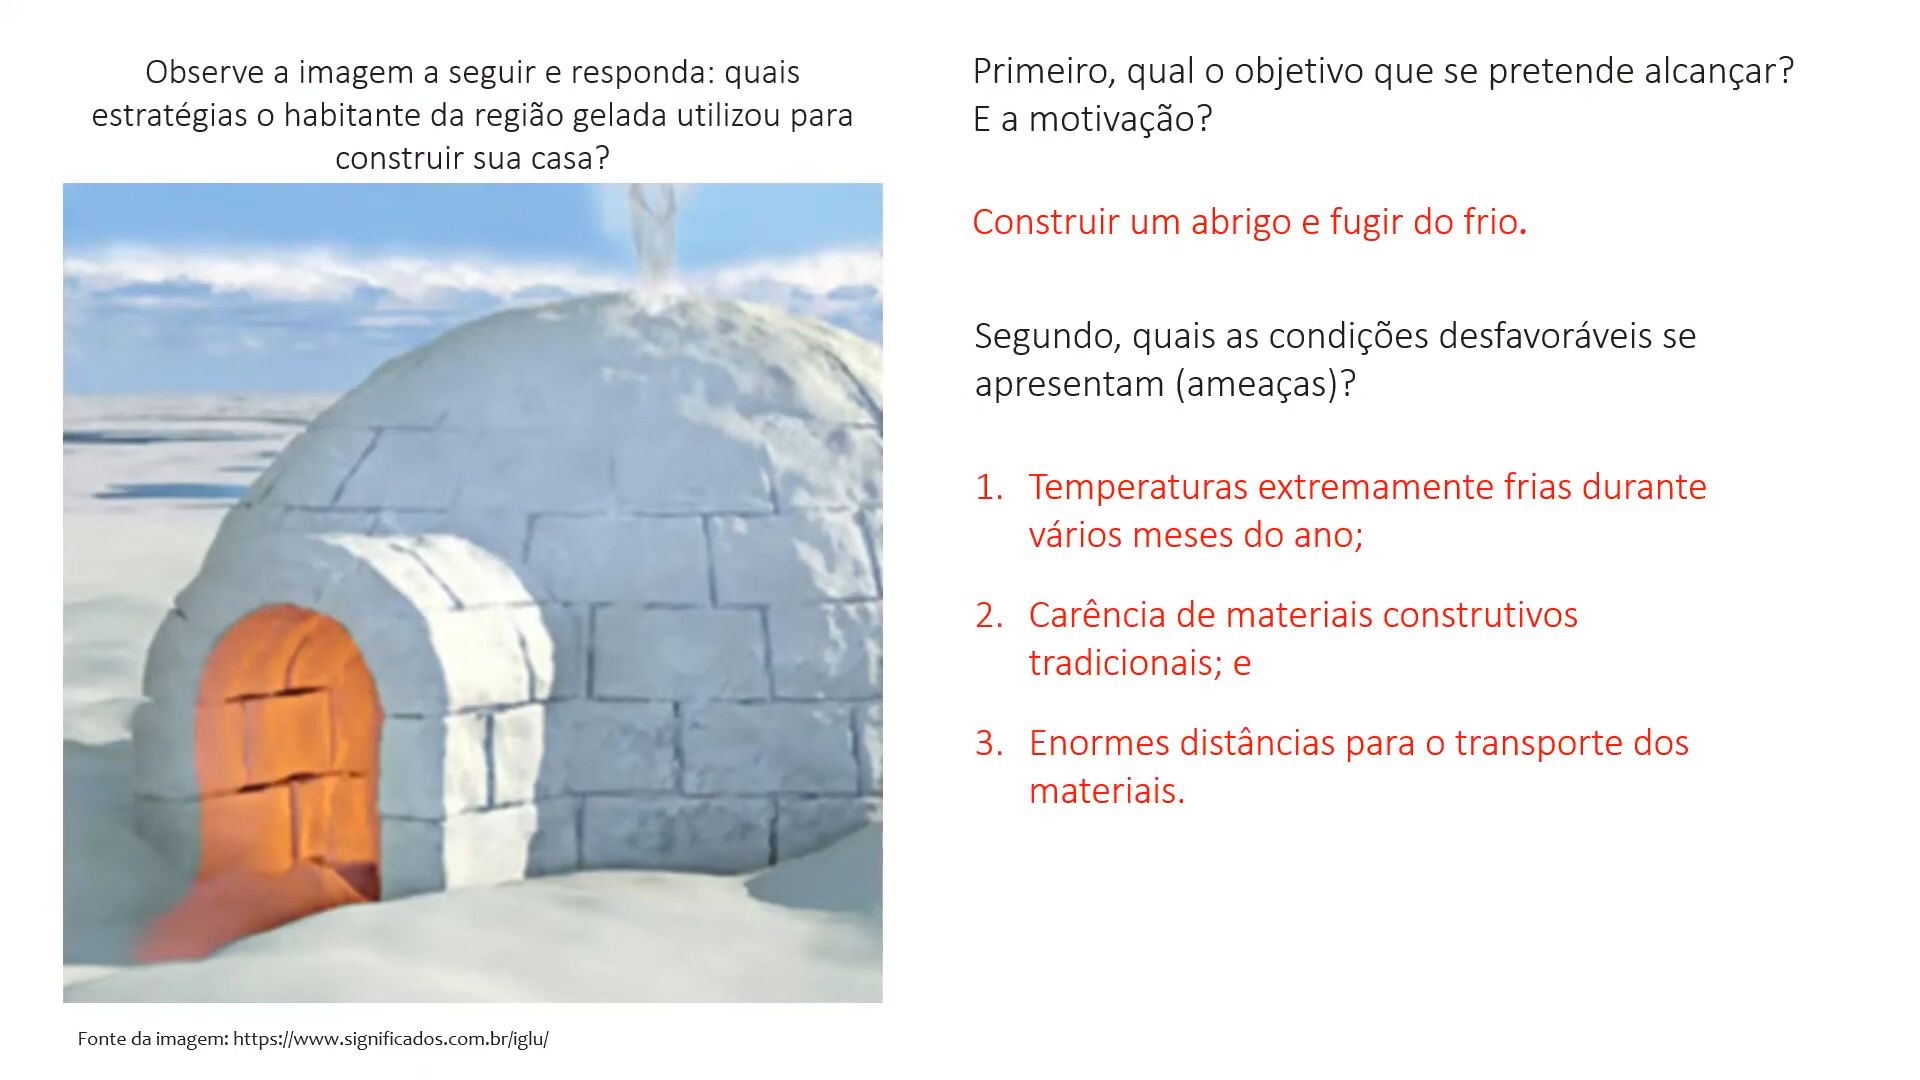 Observe a imagem a seguir e responda: quais
estratégias o habitante da região gelada utilizou para
construir sua casa?
Fonte da imagem: https://www.significados.com.br/iglu/
Primeiro, qual o objetivo que se pretende alcançar?
E a motivação?
Construir um abrigo e fugir do frio.
Segundo, quais as condições desfavoráveis se
apresentam (ameaças)?
1. Temperaturas extremamente frias durante
vários meses do ano;
2. Carência de materiais construtivos
tradicionais; e
3. Enormes distâncias para o transporte dos
materiais.